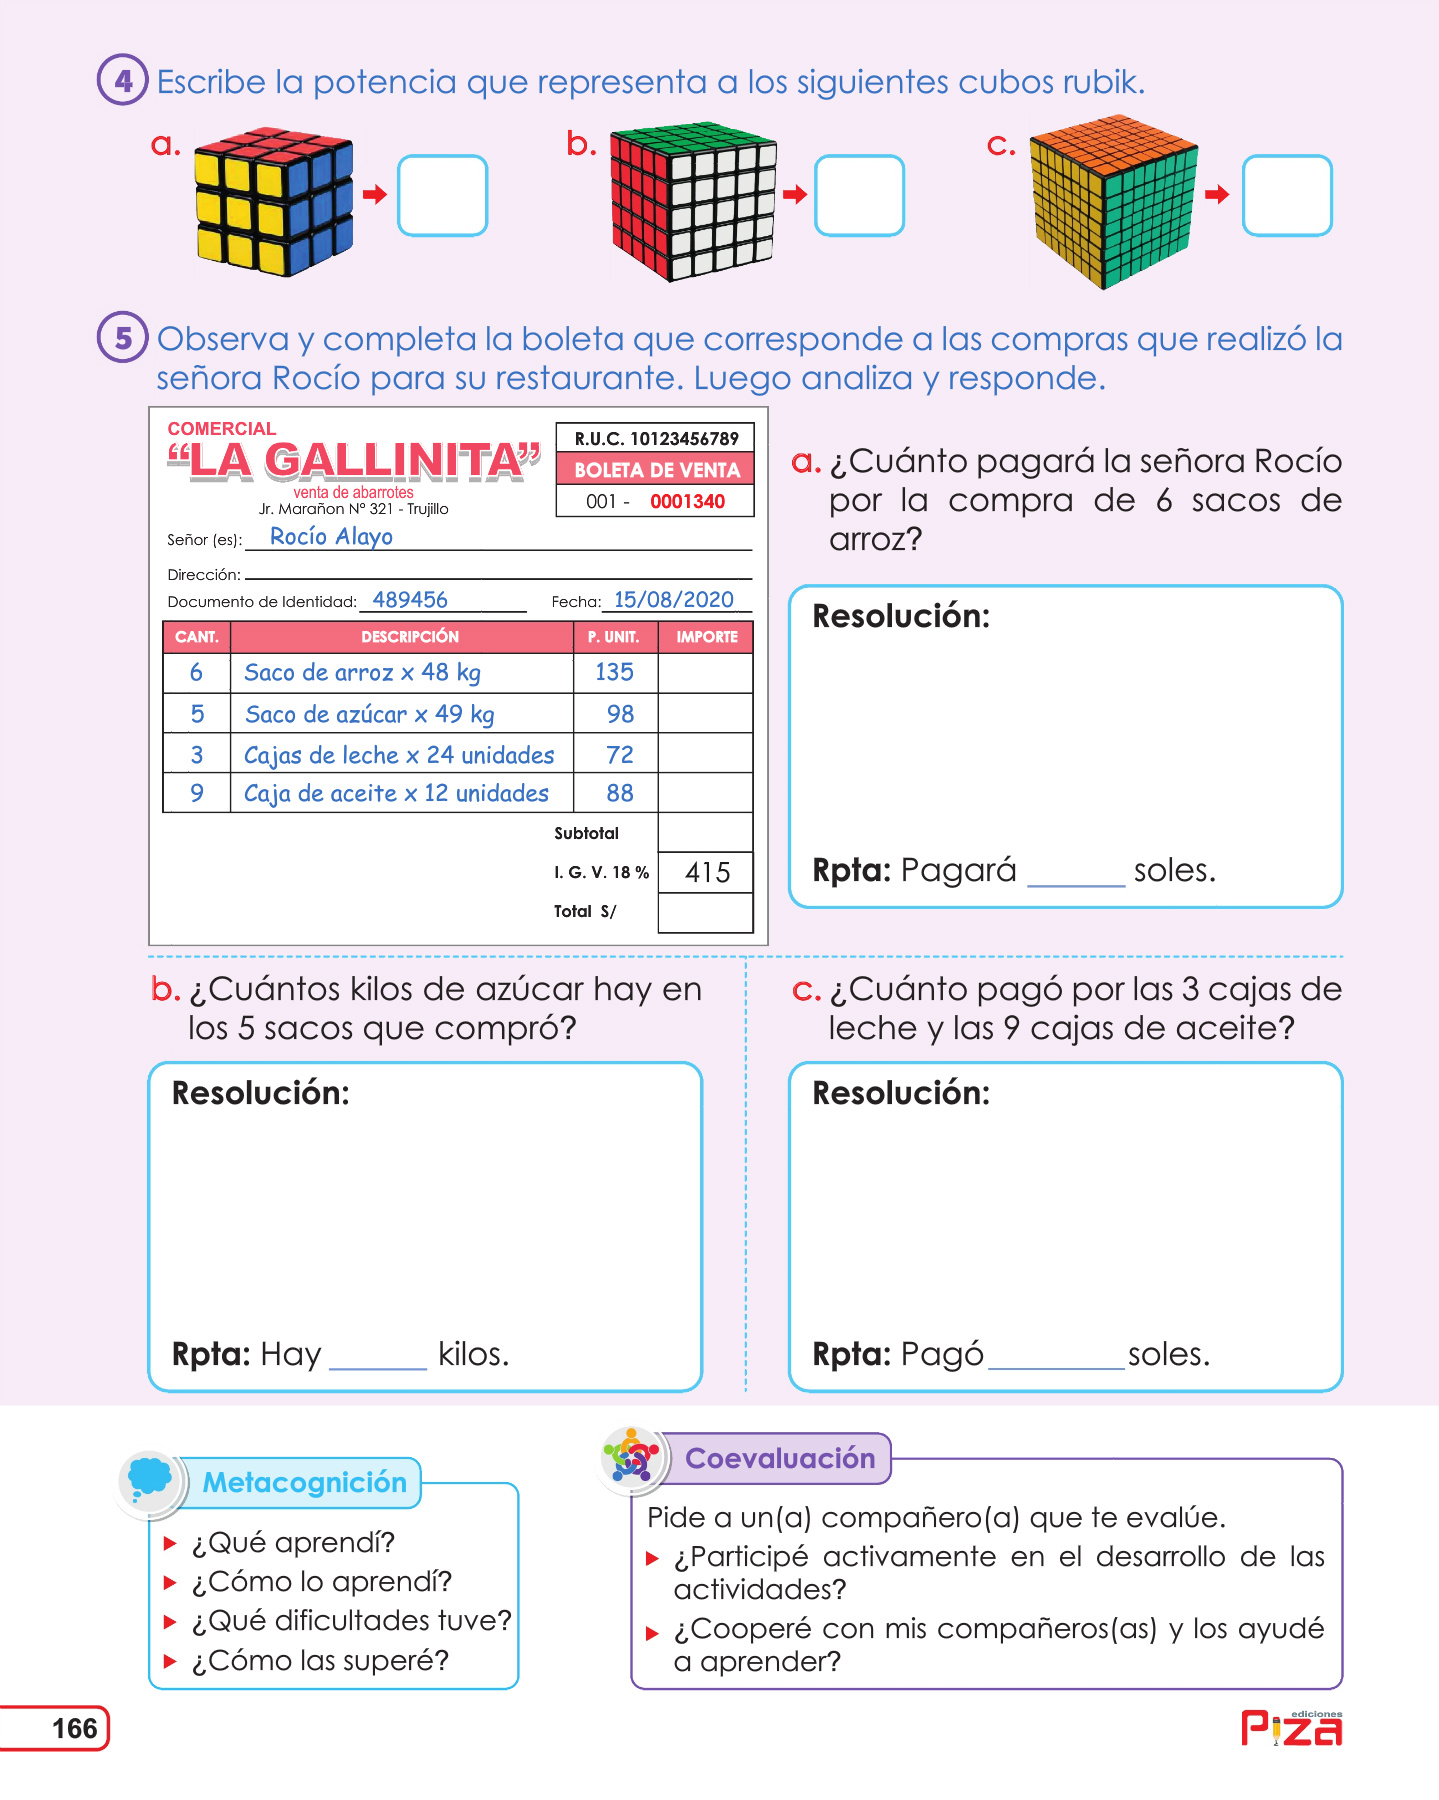 4 Escribe la potencia que representa a los siguientes cubos rubik.
a.
b.
c.
5 Observa y completa la boleta que corresponde a las compras que realizó la
señora Rocío para su restaurante. Luego analiza y responde.
COMERCIAL
“LA GALLINITA”
venta de abarrotes
Jr. Marañon N° 321 - Trujillo
R.U.C. 10123456789
BOLETA DE VENTA
001 - 0001340
Señor (es): Rocío Alayo
Dirección:
Documento de Identidad: 489456 Fecha: 15/08/2020
CANT. DESCRIPCIÓN P. UNIT. IMPORTE
6 Saco de arroz x 48 kg 135
5 Saco de azúcar x 49 kg 98
3 Cajas de leche x 24 unidades 72
9 Caja de aceite x 12 unidades 88
Subtotal
I. G. V. 18 % 415
Total S/
a. ¿Cuánto pagará la señora Rocío
por la compra de 6 sacos de
arroz?
Resolución:
Rpta: Pagará ______ soles.
b. ¿Cuántos kilos de azúcar hay en
los 5 sacos que compró?
Resolución:
Rpta: Hay ______ kilos.
c. ¿Cuánto pagó por las 3 cajas de
leche y las 9 cajas de aceite?
Resolución:
Rpta: Pagó________soles.
Metacognición
¿Qué aprendí?
¿Cómo lo aprendí?
¿Qué dificultades tuve?
¿Cómo las superé?
Coevaluación
Pide a un(a) compañero(a) que te evalúe.
¿Participé activamente en el desarrollo de las
actividades?
¿Cooperé con mis compañeros(as) y los ayudé
a aprender?
166
ediciones
Piza